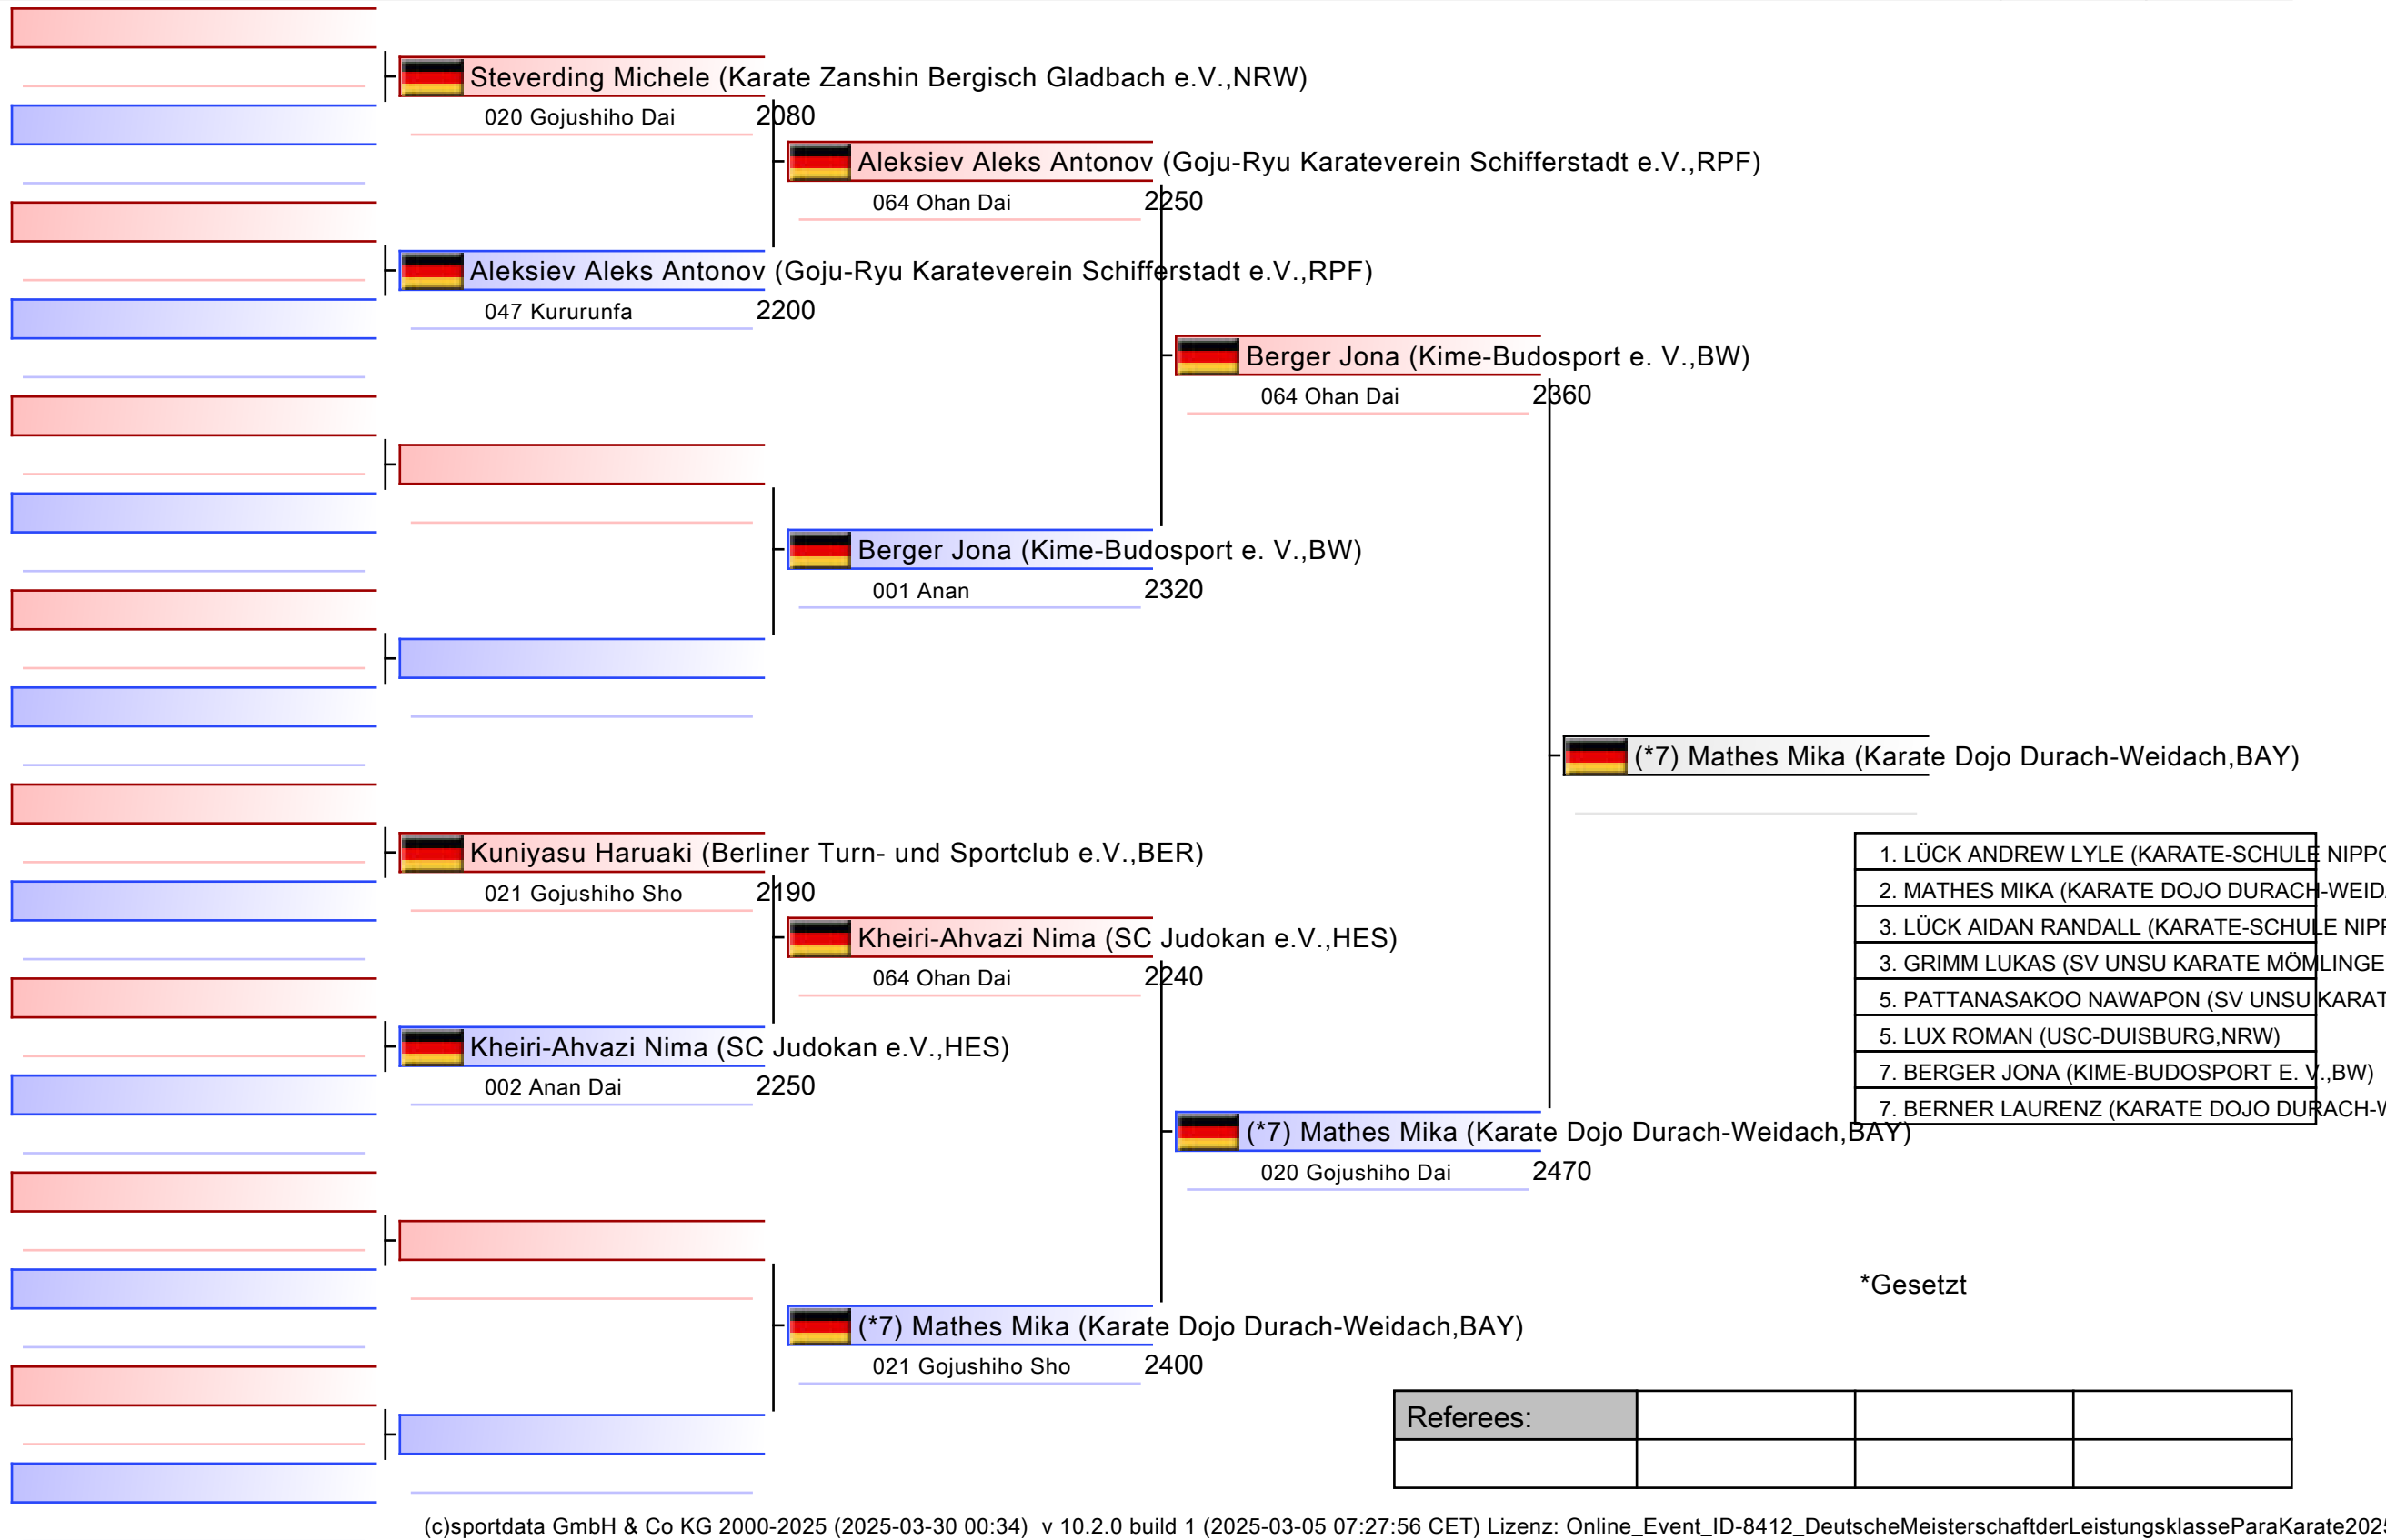 Steverding Michele (Karate Zanshin Bergisch Gladbach e.V.,NRW)
020 Gojushiho Dai 2080
Aleksiev Aleks Antonov (Goju-Ryu Karateverein Schifferstadt e.V.,RPF)
064 Ohan Dai 2250
Aleksiev Aleks Antonov (Goju-Ryu Karateverein Schifferstadt e.V.,RPF)
047 Kururunfa 2200
Berger Jona (Kime-Budosport e. V.,BW)
064 Ohan Dai 2360
Berger Jona (Kime-Budosport e. V.,BW)
001 Anan 2320
(*7) Mathes Mika (Karate Dojo Durach-Weidach,BAY)
Kuniyasu Haruaki (Berliner Turn- und Sportclub e.V.,BER)
021 Gojushiho Sho 2190
Kheiri-Ahvazi Nima (SC Judokan e.V.,HES)
064 Ohan Dai 2240
Kheiri-Ahvazi Nima (SC Judokan e.V.,HES)
002 Anan Dai 2250
(*7) Mathes Mika (Karate Dojo Durach-Weidach,BAY)
020 Gojushiho Dai 2470
(*7) Mathes Mika (Karate Dojo Durach-Weidach,BAY)
021 Gojushiho Sho 2400
1. LÜCK ANDREW LYLE (KARATE-SCHULE
2. MATHES MIKA (KARATE DOJO
3. LÜCK AIDAN RANDALL (KARATE-SCHULE
3. GRIMM LUKAS (SV UNSU KARATE
5. PATTANASAKOO NAWAPON (SV UNSU
5. LUX ROMAN (USC-DUISBURG,NRW)
7. BERGER JONA (KIME-BUDOSPORT E. V.,BW)
7. BERNER LAURENZ (KARATE DOJO
*Gesetzt
Referees:
(c)sportdata GmbH & Co KG 2000-2025 (2025-03-30 00:34) v 10.2.0 build 1 (2025-03-05 07:27:56 CET) Lizenz: Online_Event_ID-8412_DeutscheMeisterschaftderLeistungsklasseParaKarate2025